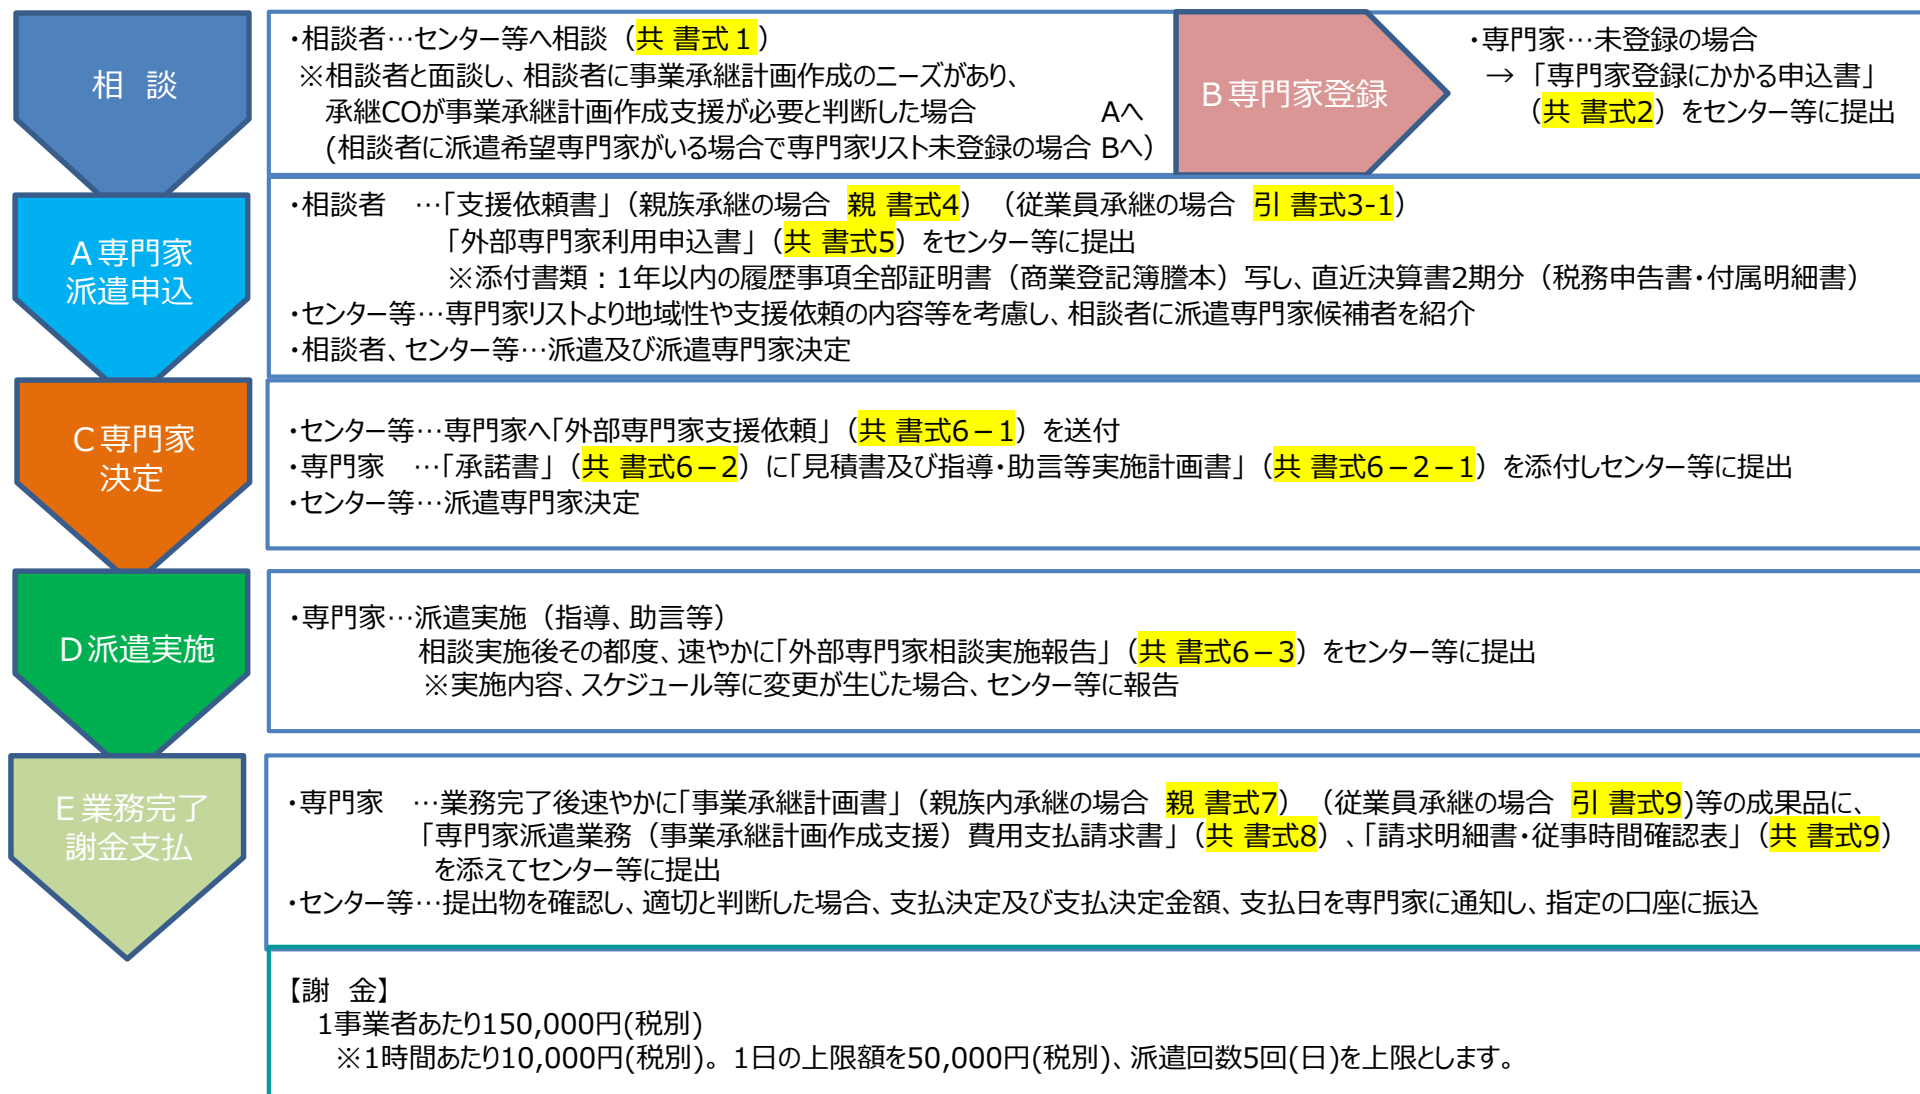 相 談
・相談者…センター等へ相談（共 書式１）
※相談者と面談し、相談者に事業承継計画作成のニーズがあり、
承継COが事業承継計画作成支援が必要と判断した場合 Aへ
(相談者に派遣希望専門家がいる場合で専門家リスト未登録の場合 Bへ)
Ｂ専門家登録
・専門家…未登録の場合
→ 「専門家登録にかかる申込書」
（共 書式2）をセンター等に提出
Ａ専門家
派遣申込
・相談者 …「支援依頼書」（親族承継の場合 親 書式4）（従業員承継の場合 引 書式3-1）
「外部専門家利用申込書」（共 書式5）をセンター等に提出
※添付書類：1年以内の履歴事項全部証明書（商業登記簿謄本）写し、直近決算書2期分（税務申告書・付属明細書）
・センター等…専門家リストより地域性や支援依頼の内容等を考慮し、相談者に派遣専門家候補者を紹介
・相談者、センター等…派遣及び派遣専門家決定
Ｃ専門家
決定
・センター等…専門家へ「外部専門家支援依頼」（共 書式6－1）を送付
・専門家 …「承諾書」（共 書式6－2）に「見積書及び指導・助言等実施計画書」（共 書式6－2－1）を添付しセンター等に提出
・センター等…派遣専門家決定
Ｄ派遣実施
・専門家…派遣実施（指導、助言等）
相談実施後その都度、速やかに「外部専門家相談実施報告」（共 書式6－3）をセンター等に提出
※実施内容、スケジュール等に変更が生じた場合、センター等に報告
Ｅ業務完了
謝金支払
・専門家 …業務完了後速やかに「事業承継計画書」（親族内承継の場合 親 書式7）（従業員承継の場合 引 書式9)等の成果品に、
「専門家派遣業務（事業承継計画作成支援）費用支払請求書」（共 書式8）、「請求明細書・従事時間確認表」（共 書式9）
を添えてセンター等に提出
・センター等…提出物を確認し、適切と判断した場合、支払決定及び支払決定金額、支払日を専門家に通知し、指定の口座に振込
【謝 金】
1事業者あたり150,000円(税別)
※1時間あたり10,000円(税別)。1日の上限額を50,000円(税別)、派遣回数5回(日)を上限とします。